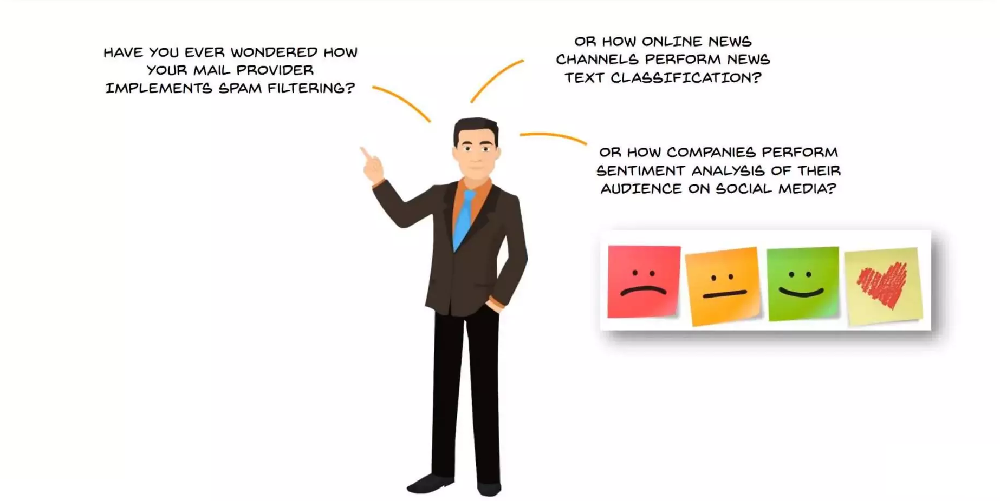 HAVE YOU EVER WONDERED HOW
YOUR MAIL PROVIDER
IMPLEMENTS SPAM FILTERING?
OR HOW ONLINE NEWS
CHANNELS PERFORM NEWS
TEXT CLASSIFICATION?
OR HOW COMPANIES PERFORM
SENTIMENT ANALYSIS OF THEIR
AUDIENCE ON SOCIAL MEDIA?